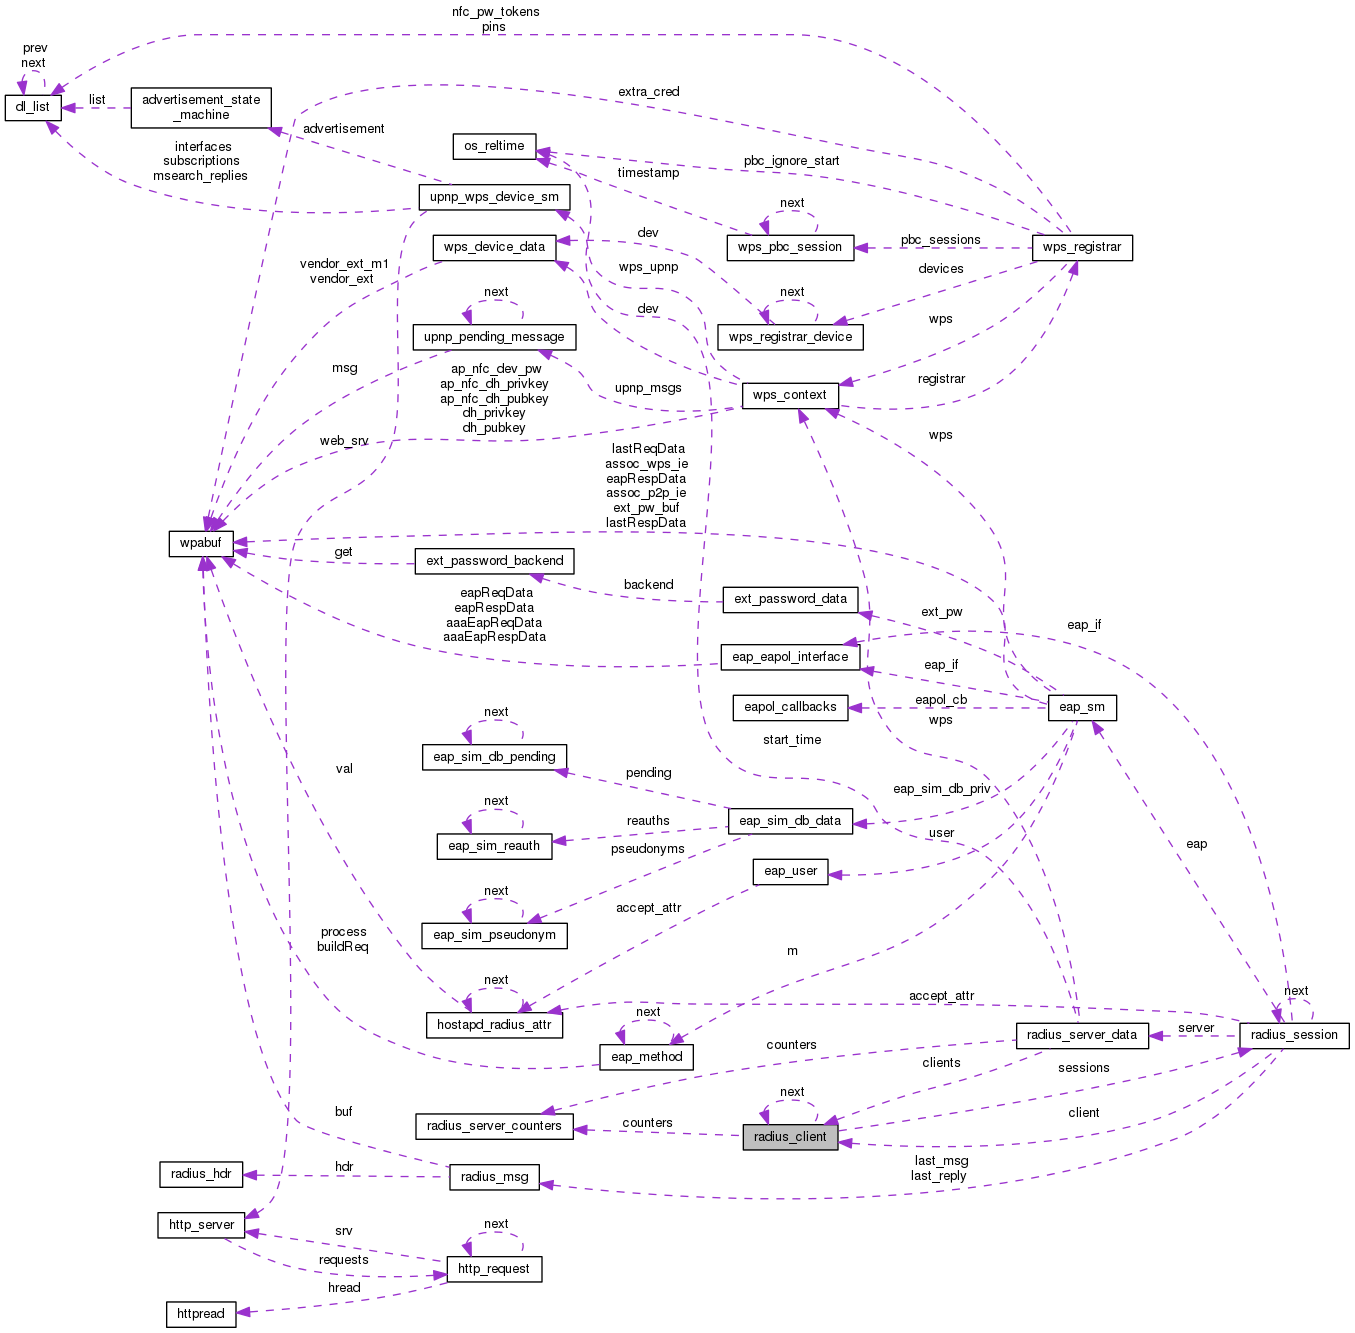 nfc_pw_tokens
pins
prev
next
dl_list
list
advertisement_state
_machine
extra_cred
advertisement
os_reltime
interfaces
subscriptions
msearch_replies
pbc_ignore_start
timestamp
upnp_wps_device_sm
next
dev
wps_device_data
wps_pbc_session
pbc_sessions
wps_registrar
vendor_ext_m1
vendor_ext
wps_upnp
devices
next
next
dev
wps
upnp_pending_message
wps_registrar_device
msg
ap_nfc_dev_pw
ap_nfc_dh_privkey
ap_nfc_dh_pubkey
dh_privkey
dh_pubkey
upnp_msgs
registrar
wps_context
web_srv
wps
lastReqData
assoc_wps_ie
eapRespData
assoc_p2p_ie
ext_pw_buf
lastRespData
wpabuf
get
ext_password_backend
backend
ext_password_data
eapReqData
eapRespData
aaaEapReqData
aaaEapRespData
ext_pw
eap_if
eap_eapol_interface
eap_if
eapol_cb
eapol_callbacks
eap_sm
wps
next
start_time
eap_sim_db_pending
val
pending
eap_sim_db_priv
next
reauths
eap_sim_db_data
user
eap_sim_reauth
pseudonyms
eap
eap_user
next
accept_attr
eap_sim_pseudonym
process
buildReq
m
next
accept_attr
next
hostapd_radius_attr
next
eap_method
counters
radius_server_data
server
radius_session
clients
sessions
next
buf
radius_server_counters
counters
radius_client
client
hdr
radius_hdr
radius_msg
last_msg
last_reply
http_server
srv
next
requests
http_request
hread
httpread